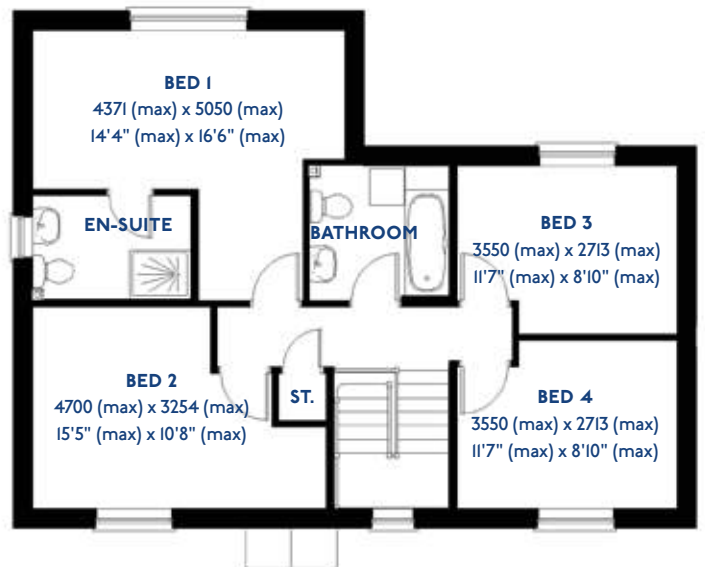 BED 1
4371 (max) x 5050 (max)
14'4" (max) x 16'6" (max)
EN-SUITE
BATHROOM
BED 3
3550 (max) x 2713 (max)
11'7" (max) x 8'10" (max)
BED 2
4700 (max) x 3254 (max)
15'5" (max) x 10'8" (max)
ST.
BED 4
3550 (max) x 2713 (max)
11'7" (max) x 8'10" (max)